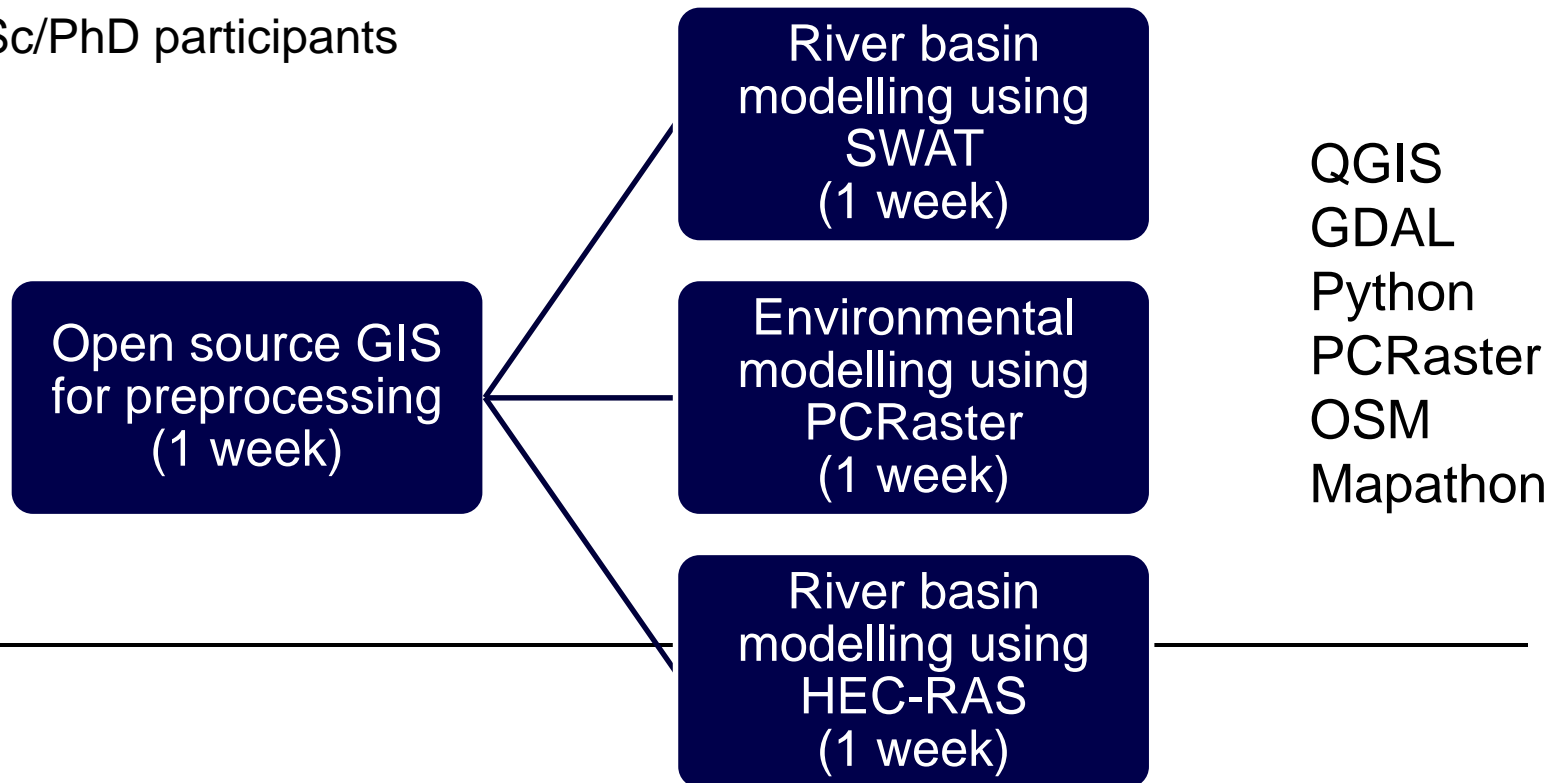 Sc/PhD participants
River basin
modelling using
SWAT
(1 week)
Open source GIS
for preprocessing
(1 week)
Environmental
modelling using
PCRaster
(1 week)
River basin
modelling using
HEC-RAS
(1 week)
QGIS
GDAL
Python
PCRaster
OSM
Mapathon